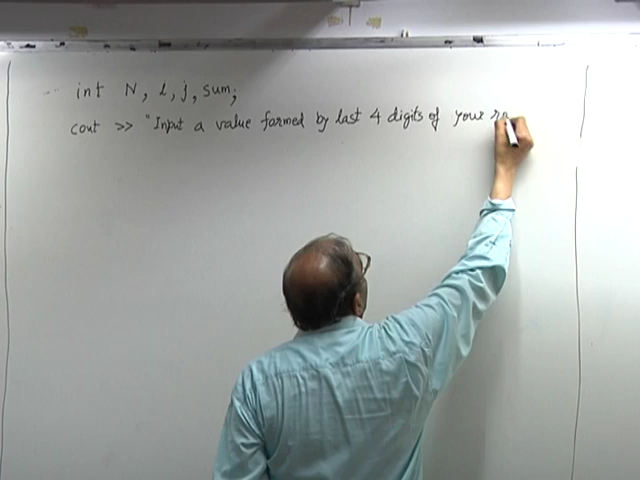 int N, i, j, sum;
cout >> "Input a value formed by last 4 digits of your